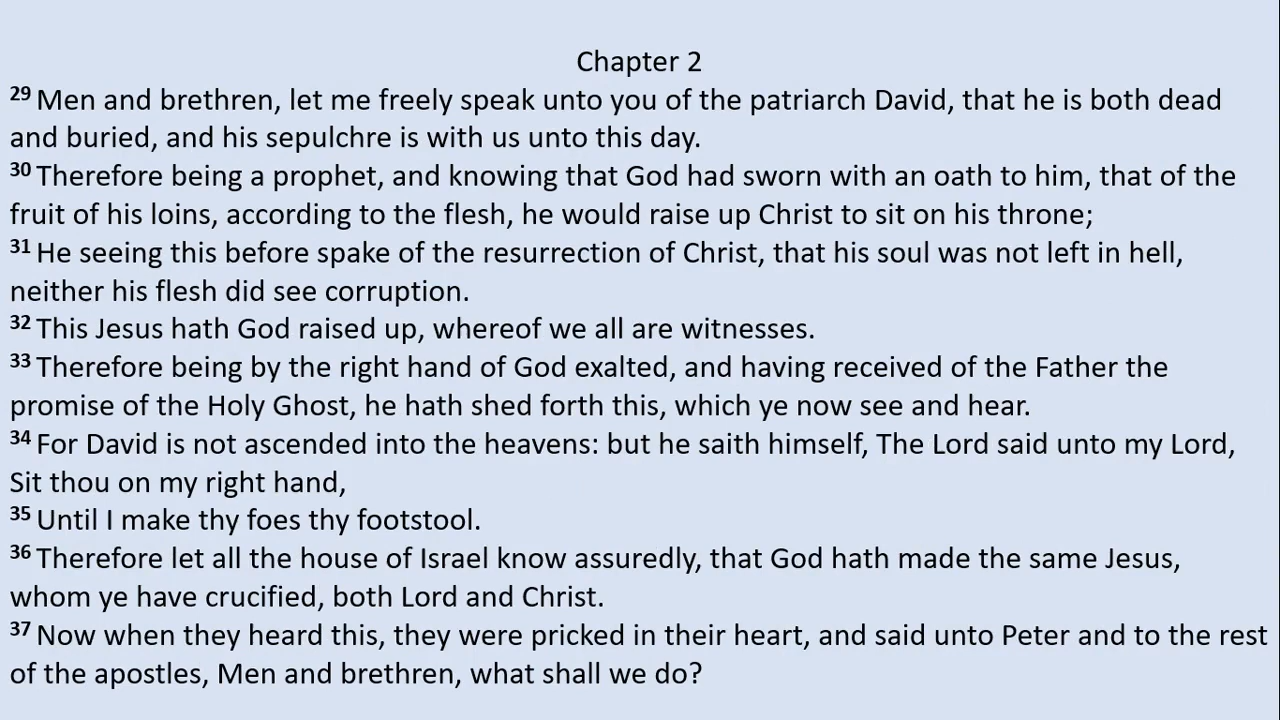 Chapter 2
29 Men and brethren, let me freely speak unto you of the patriarch David, that he is both dead
and buried, and his sepulchre is with us unto this day.
30 Therefore being a prophet, and knowing that God had sworn with an oath to him, that of the
fruit of his loins, according to the flesh, he would raise up Christ to sit on his throne;
31 He seeing this before spake of the resurrection of Christ, that his soul was not left in hell,
neither his flesh did see corruption.
32 This Jesus hath God raised up, whereof we all are witnesses.
33 Therefore being by the right hand of God exalted, and having received of the Father the
promise of the Holy Ghost, he hath shed forth this, which ye now see and hear.
34 For David is not ascended into the heavens: but he saith himself, The Lord said unto my Lord,
Sit thou on my right hand,
35 Until I make thy foes thy footstool.
36 Therefore let all the house of Israel know assuredly, that God hath made the same Jesus,
whom ye have crucified, both Lord and Christ.
37 Now when they heard this, they were pricked in their heart, and said unto Peter and to the rest
of the apostles, Men and brethren, what shall we do?